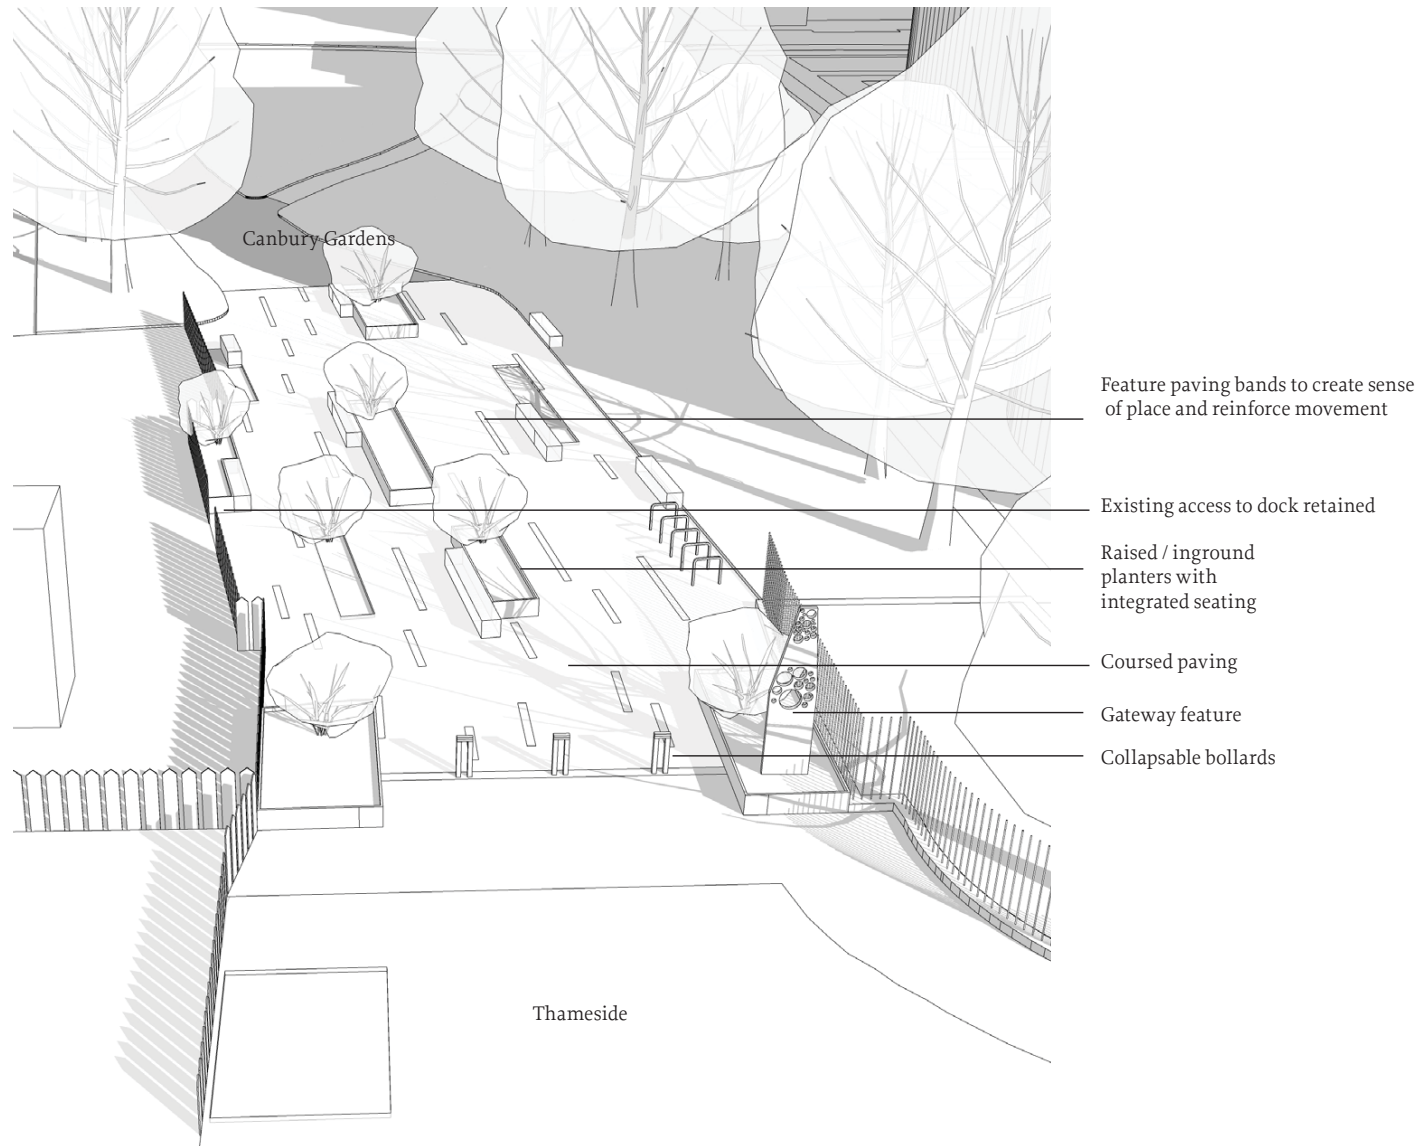 Canbury Gardens
Feature paving bands to create sense
of place and reinforce movement
Existing access to dock retained
Raised / inground
planters with
integrated seating
Coursed paving
Gateway feature
Collapsable bollards
Thameside